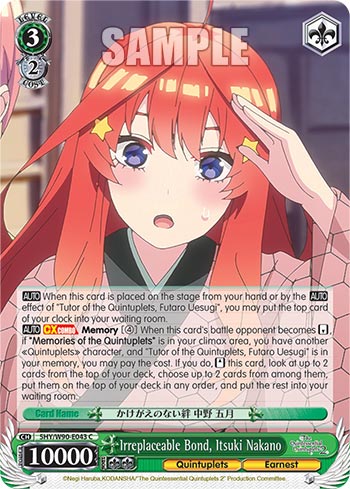 SAMPLE
LEVEL
3
2
COST
AUTO When this card is placed on the stage from your hand or by the AUTO
effect of "Tutor of the Quintuplets, Futaro Uesugi", you may put the top card
of your clock into your waiting room.
AUTO CXCOMBO Memory [④] When this card's battle opponent becomes
, if "Memories of the Quintuplets" is in your climax area, you have another
«Quintuplets» character, and "Tutor of the Quintuplets, Futaro Uesugi" is
in your memory, you may pay the cost. If you do, this card, look at up to 2
cards from the top of your deck, choose up to 2 cards from among them,
put them on the top of your deck in any order, and put the rest into your
waiting room.
Card Name
かけがえのない絆 中野 五月
CH
5HY/W90-E043 C
Irreplaceable Bond, Itsuki Nakano
10000
Quintuplets
Earnest
©Negi Haruba,KODANSHA/"The Quintessential Quintuplets 2" Production Committee.